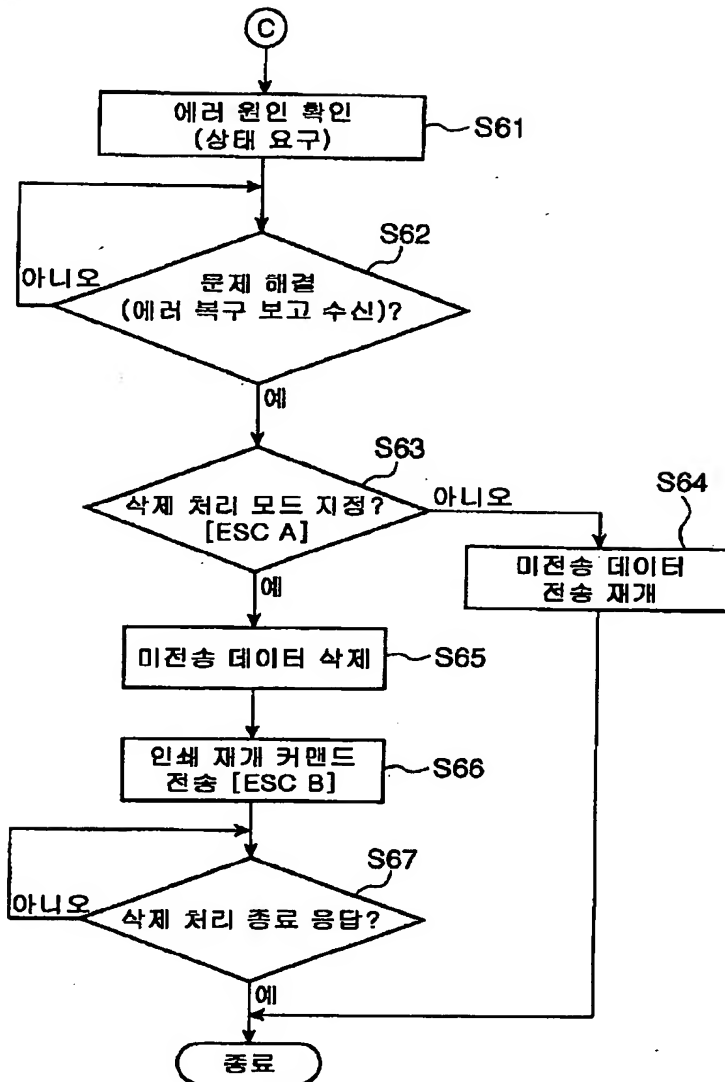 C
에러 원인 확인
(상태 요구)
S61
S62
아니오
문제 해결
(에러 복구 보고 수신)?
예
S63
삭제 처리 모드 지정?
[ESC A]
아니오
S64
미전송 데이터
전송 재개
예
미전송 데이터 삭제
S65
인쇄 재개 커맨드
전송 [ESC B]
S66
S67
아니오
삭제 처리 종료 응답?
예
종료